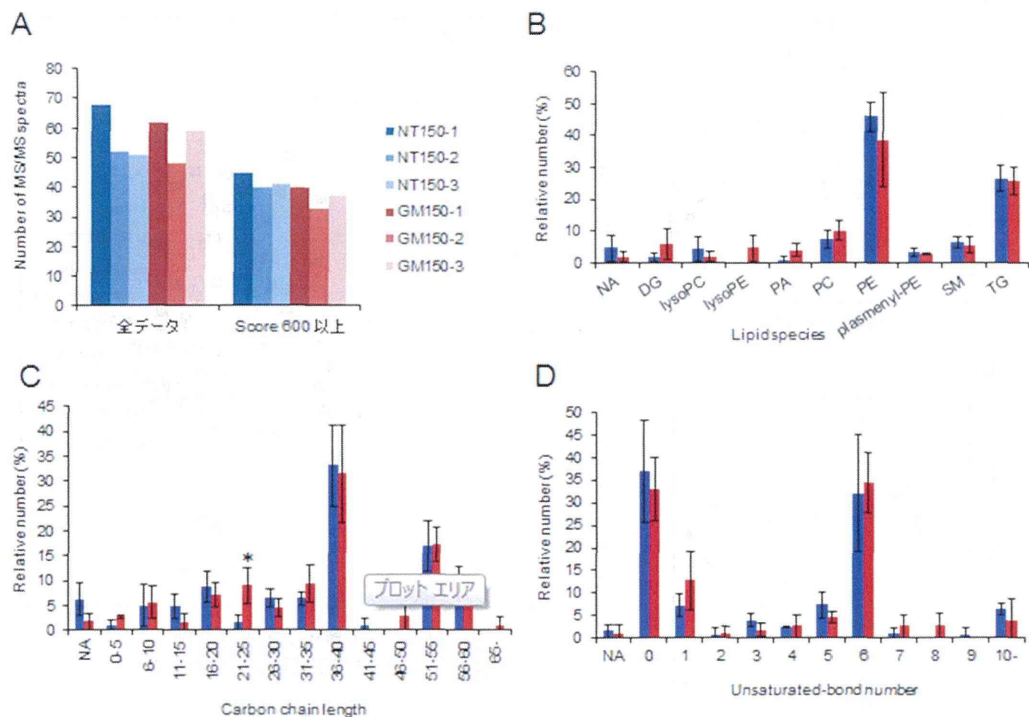 A
Number of MS/MS spectra
80
70
60
50
40
30
20
10
0
全データ
Score 600 以上
NT150-1
NT150-2
NT150-3
GM150-1
GM150-2
GM150-3
B
Relative number (%)
60
50
40
30
20
10
0
NA
DG
lysoPC
lysoPE
PA
PC
PE
plasmenyl-PE
SM
TG
Lipid species
C
Relative number (%)
45
40
35
30
25
20
15
10
5
0
*
プロット エリア
NA
0-5
6-10
11-15
16-20
21-25
26-30
31-35
36-40
41-45
46-50
51-55
56-60
65-
Carbon chain length
D
Relative number (%)
50
45
40
35
30
25
20
15
10
5
0
NA
0
1
2
3
4
5
6
7
8
9
10-
Unsaturated-bond number